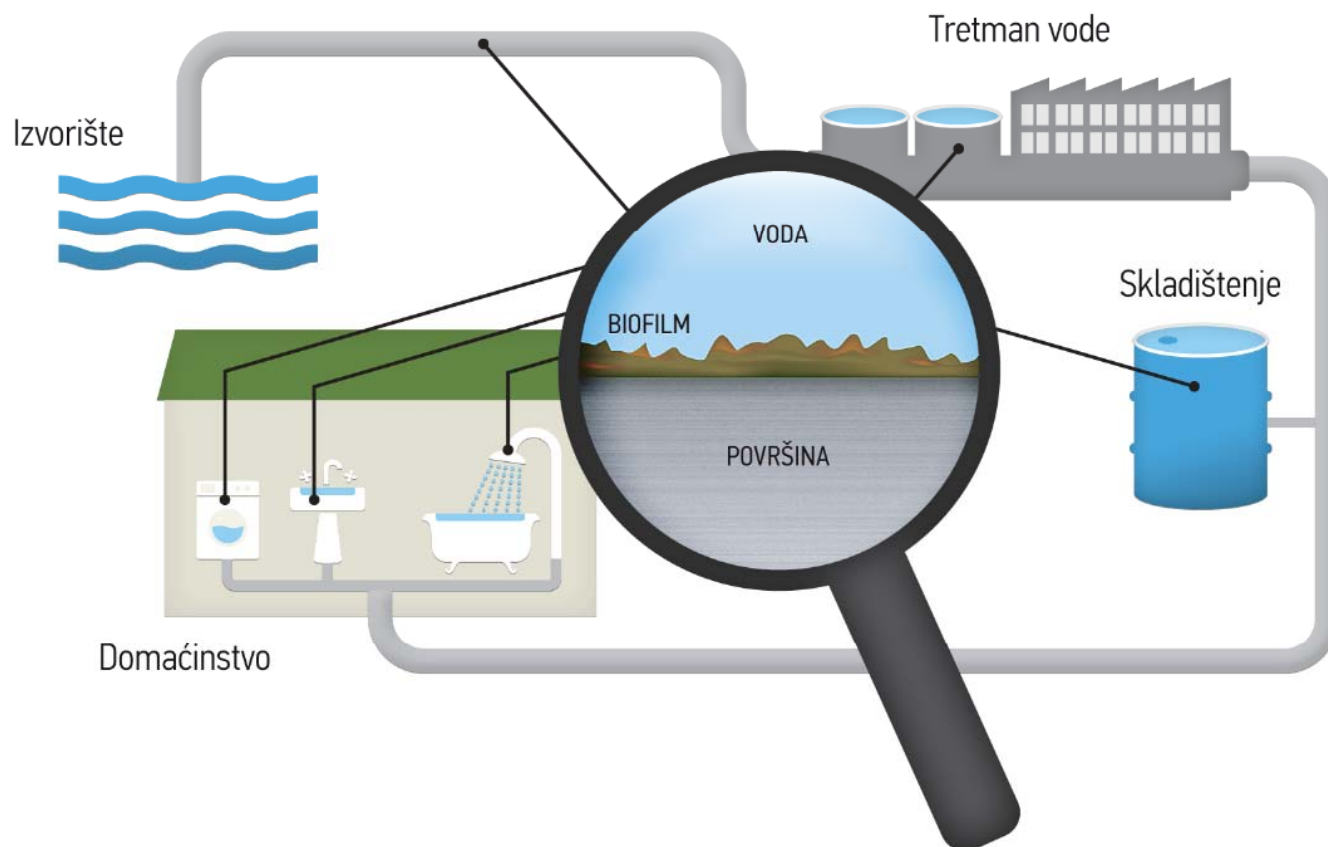 Tretman vode
Izvorište
VODA
Skladištenje
BIOFILM
POVRŠINA
Domaćinstvo